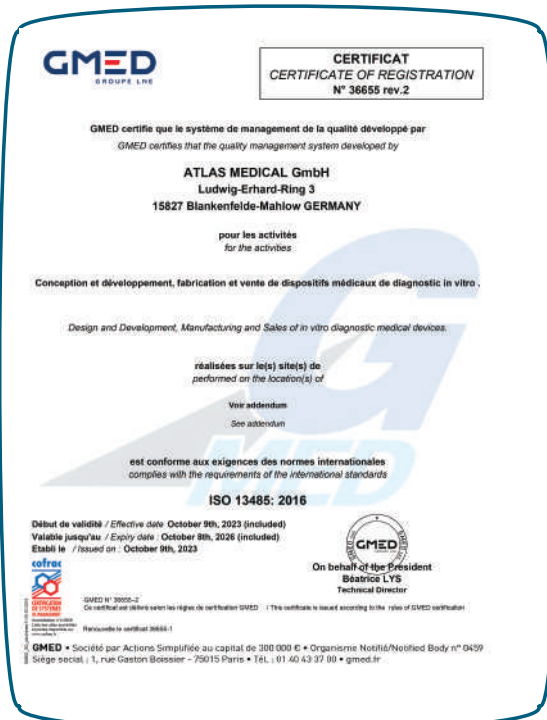 GMED
GROUPE LNE
CERTIFICAT
CERTIFICATE OF REGISTRATION
N° 36655 rev.2
GMED certifie que le système de management de la qualité développé par
GMED certifies that the quality management system developed by
ATLAS MEDICAL GmbH
Ludwig-Erhard-Ring 3
15827 Blankenfelde-Mahlow GERMANY
pour les activités
for the activities
Conception et développement, fabrication et vente de dispositifs médicaux de diagnostic in vitro .
Design and Development, Manufacturing and Sales of in vitro diagnostic medical devices.
réalisées sur le(s) site(s) de
performed on the location(s) of
Voir addendum
See addendum
G
MED
est conforme aux exigences des normes internationales
complies with the requirements of the international standards
ISO 13485: 2016
Début de validité / Effective date October 9th, 2023 (included)
Valable jusqu'au / Expiry date : October 8th, 2026 (included)
Etabli le / Issued on : October 9th, 2023
GMED
On behalf of the President
Béatrice LYS
Technical Director
cofrac
CERTIFICATION
DE SYSTEMES
DE MANAGEMENT
GMED N° 36655–2
Ce certificat est délivré selon les règles de certification GMED / This certificate is issued according to the rules of GMED certification
Renouvelle le certificat 36655-1
GMED • Société par Actions Simplifiée au capital de 300 000 € • Organisme Notifié/Notified Body n° 0459
Siège social : 1, rue Gaston Boissier - 75015 Paris • Tél. : 01 40 43 37 00 • gmed.fr